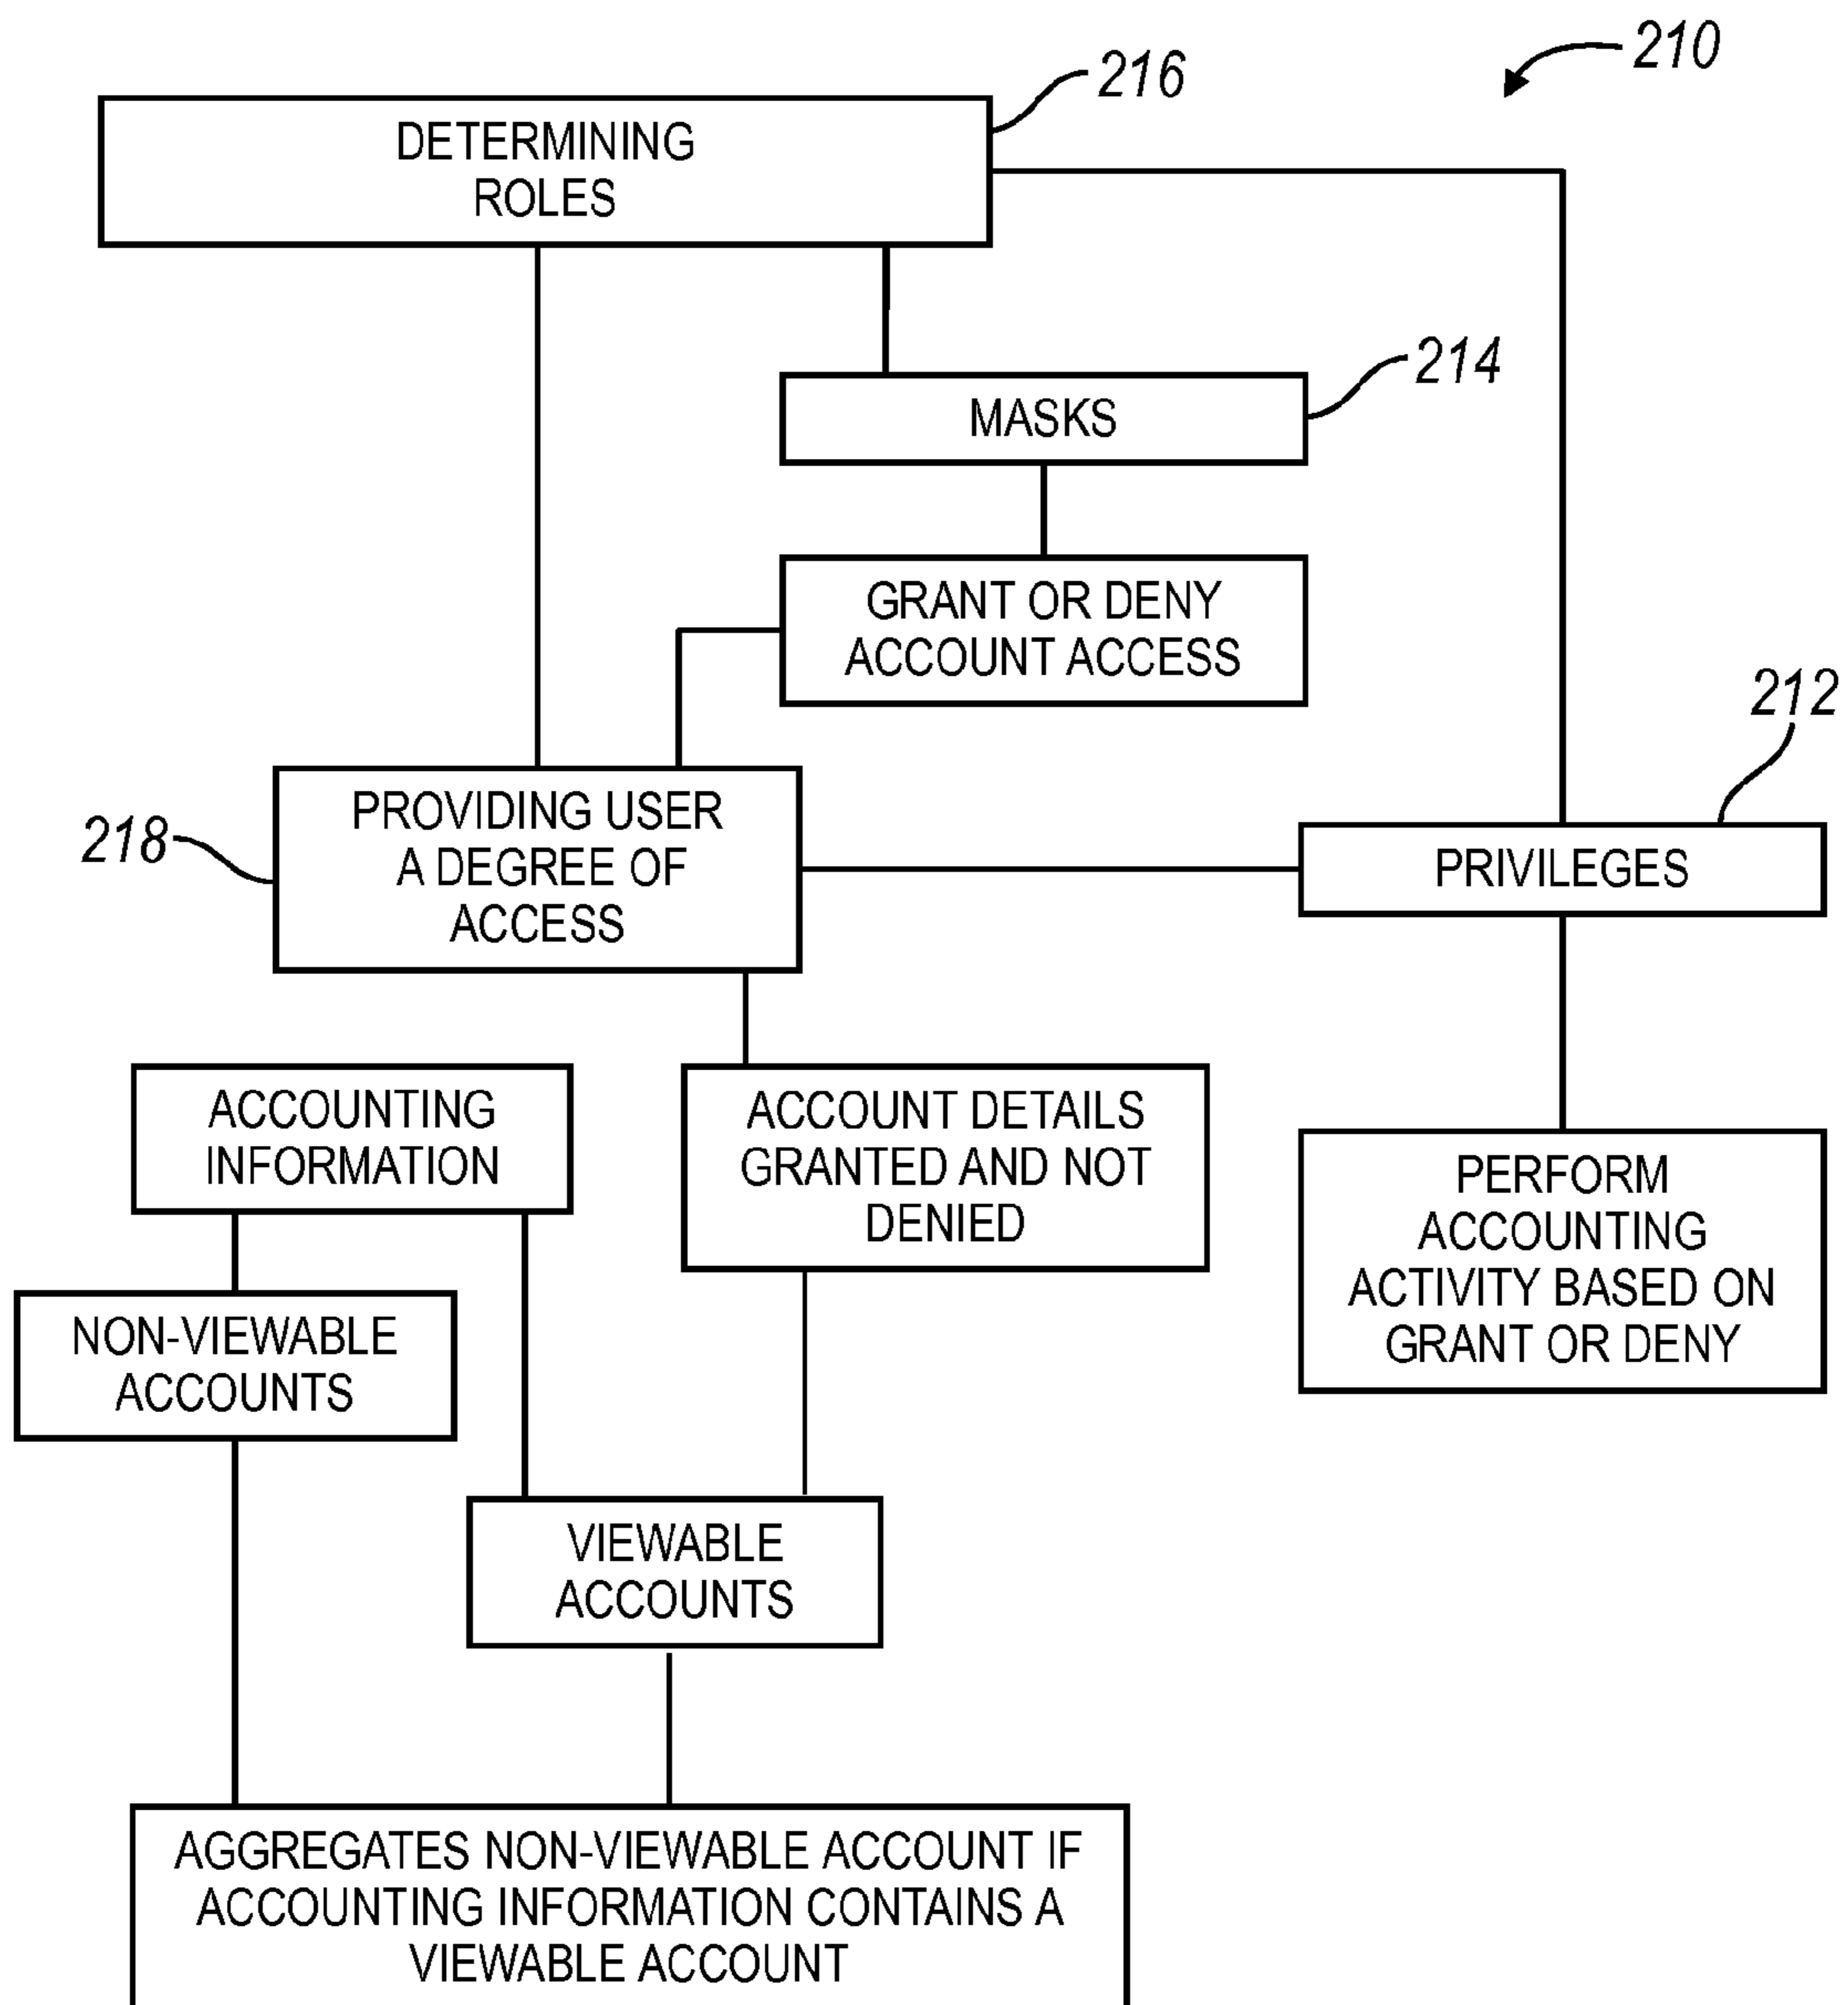 210
216
DETERMINING
ROLES
214
MASKS
GRANT OR DENY
ACCOUNT ACCESS
212
218
PROVIDING USER
A DEGREE OF
ACCESS
PRIVILEGES
ACCOUNTING
INFORMATION
ACCOUNT DETAILS
GRANTED AND NOT
DENIED
PERFORM
ACCOUNTING
ACTIVITY BASED ON
GRANT OR DENY
NON-VIEWABLE
ACCOUNTS
VIEWABLE
ACCOUNTS
AGGREGATES NON-VIEWABLE ACCOUNT IF
ACCOUNTING INFORMATION CONTAINS A
VIEWABLE ACCOUNT